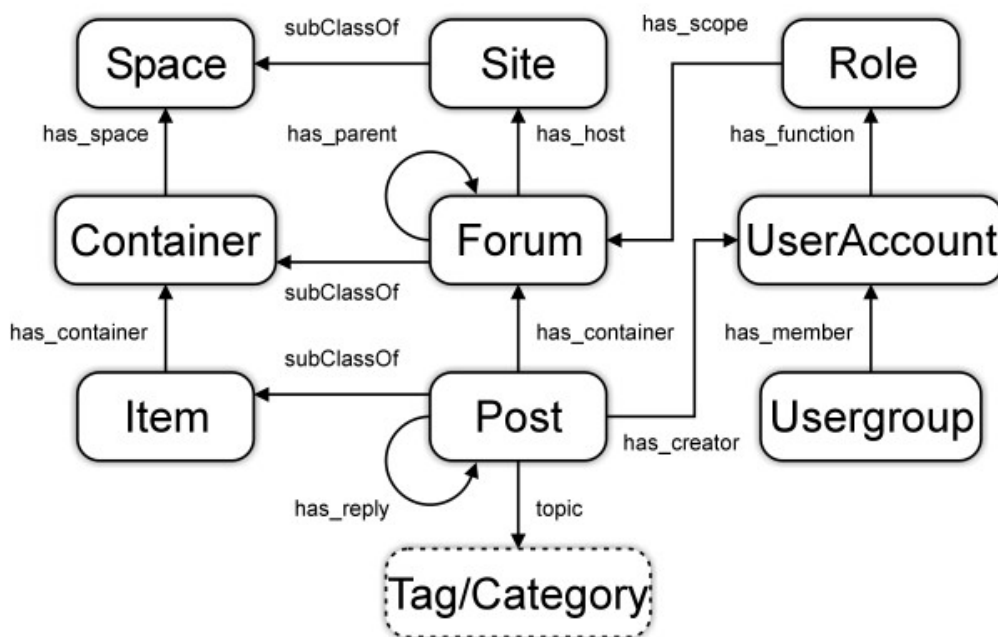 subClassOf
has_scope
Space
Site
Role
has_space
has_parent
has_host
has_function
Container
Forum
UserAccount
subClassOf
has_container
has_container
has_member
subClassOf
Item
Post
Usergroup
has_creator
has_reply
topic
Tag/Category